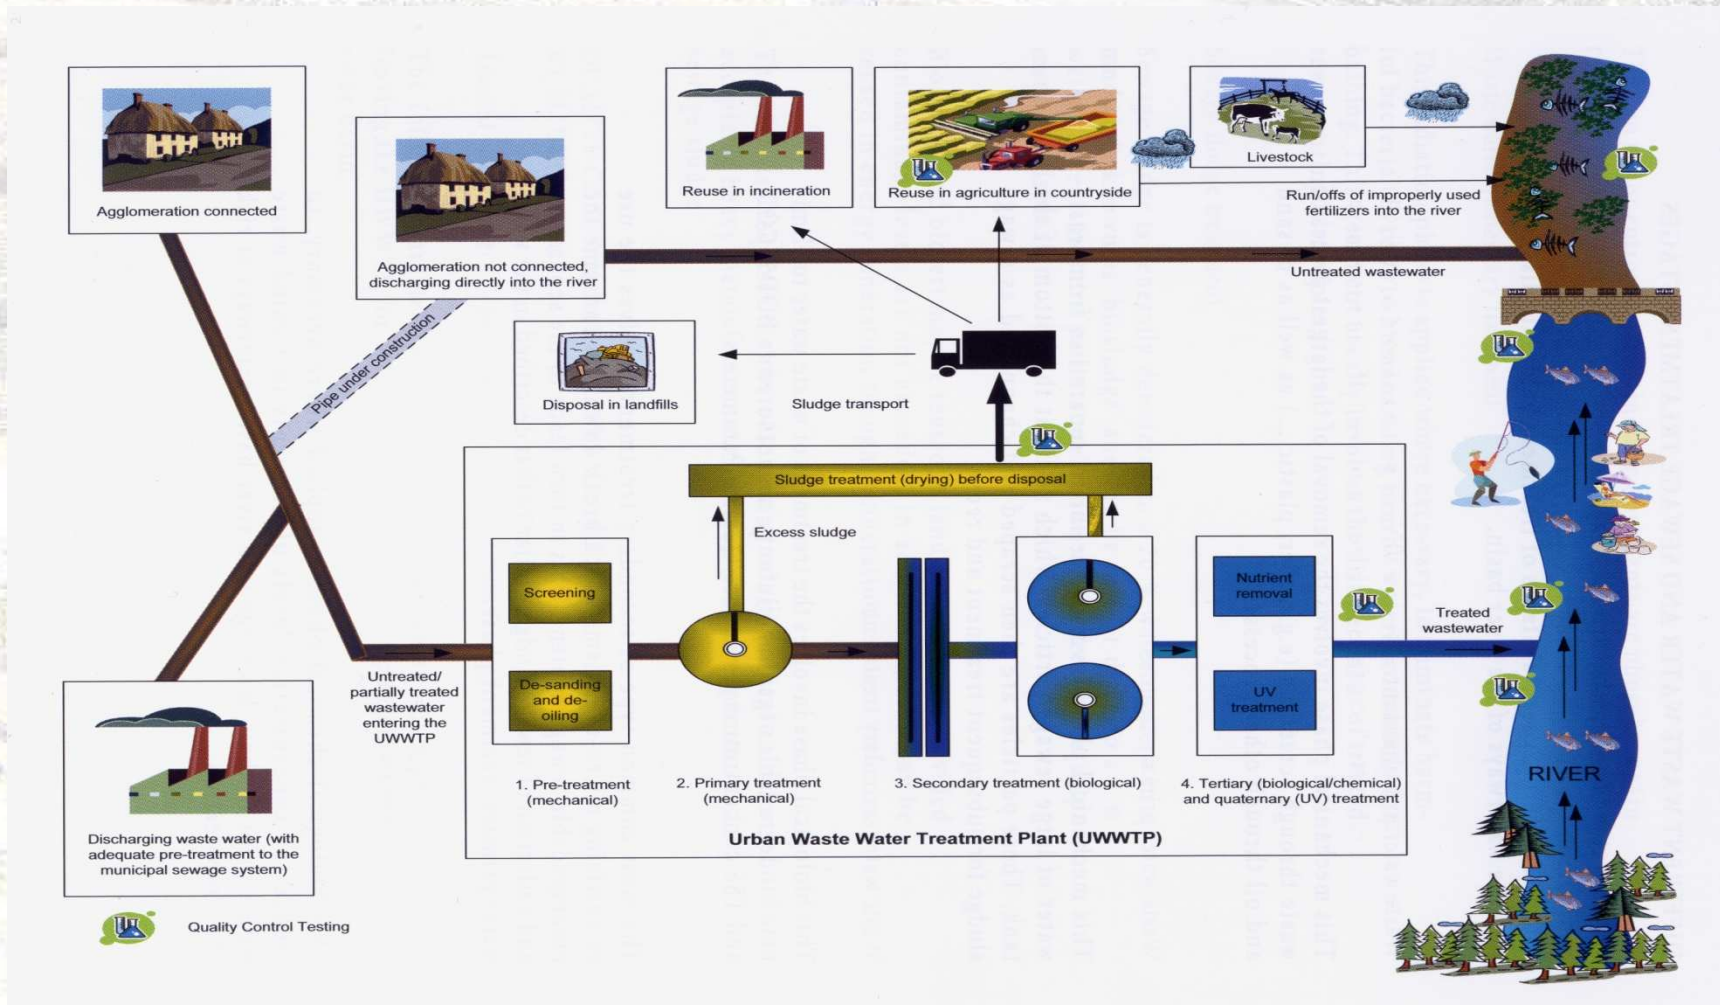 Agglomeration connected
Agglomeration not connected,
discharging directly into the river
Reuse in incineration
Reuse in agriculture in countryside
Livestock
Run/offs of improperly used
fertilizers into the river
Untreated wastewater
Pipe under construction
Disposal in landfills
Sludge transport
Sludge treatment (drying) before disposal
Excess sludge
Screening
De-sanding
and de-
oiling
Nutrient
removal
UV
treatment
Treated
wastewater
Untreated/
partially treated
wastewater
entering the
UWWTP
1. Pre-treatment
(mechanical)
2. Primary treatment
(mechanical)
3. Secondary treatment (biological)
4. Tertiary (biological/chemical)
and quaternary (UV) treatment
Urban Waste Water Treatment Plant (UWWTP)
RIVER
Discharging waste water (with
adequate pre-treatment to the
municipal sewage system)
Quality Control Testing